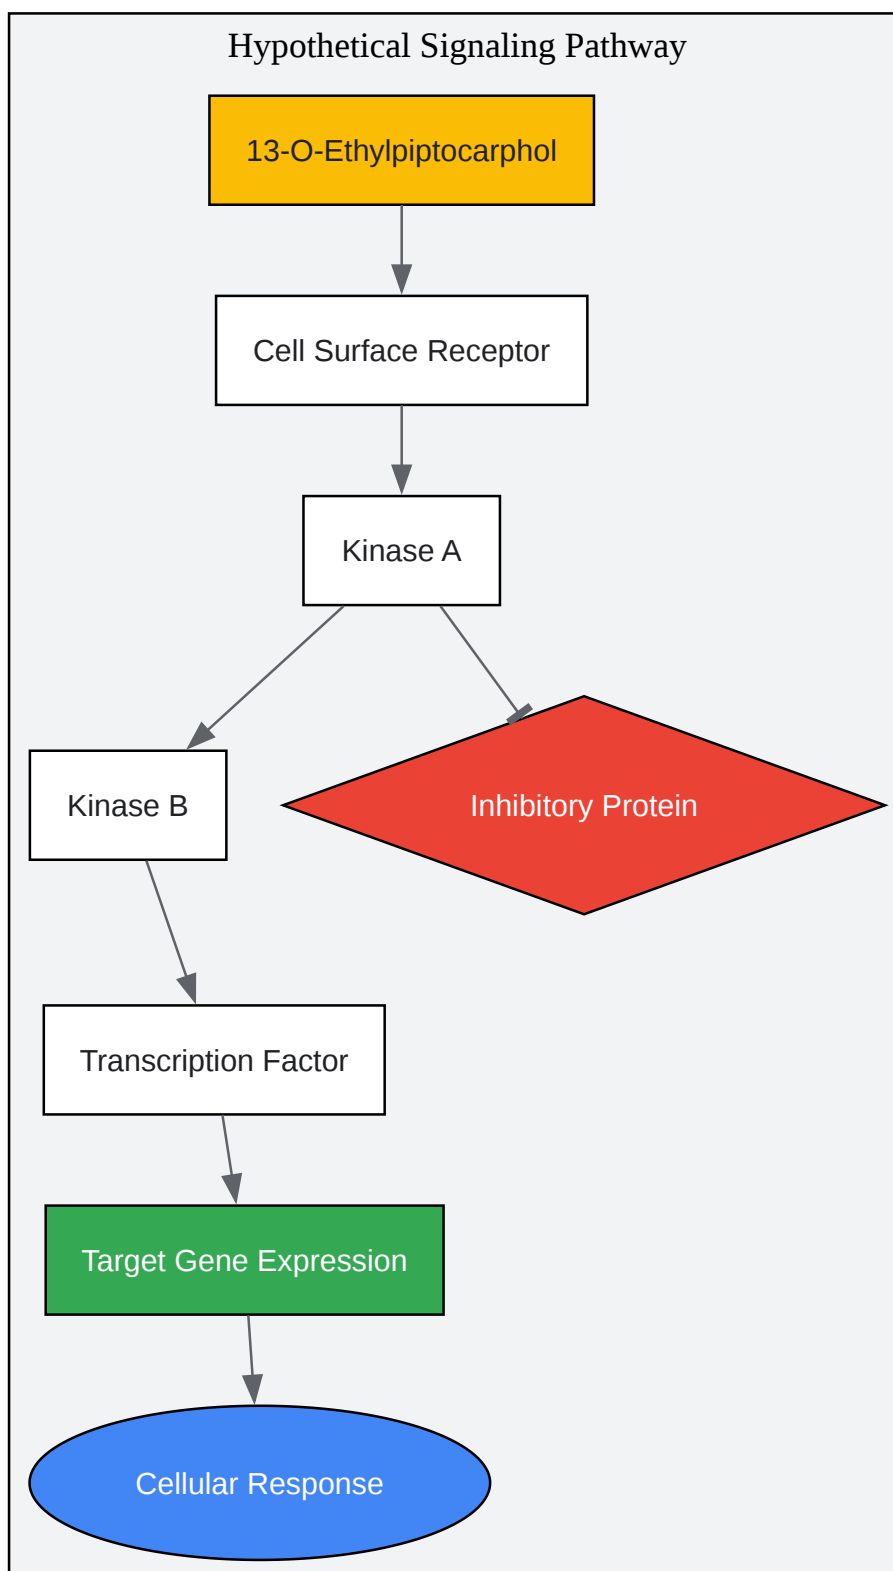 Hypothetical Signaling Pathway
13-O-Ethylpiptocarphol
Cell Surface Receptor
Kinase A
Kinase B
Inhibitory Protein
Transcription Factor
Target Gene Expression
Cellular Response